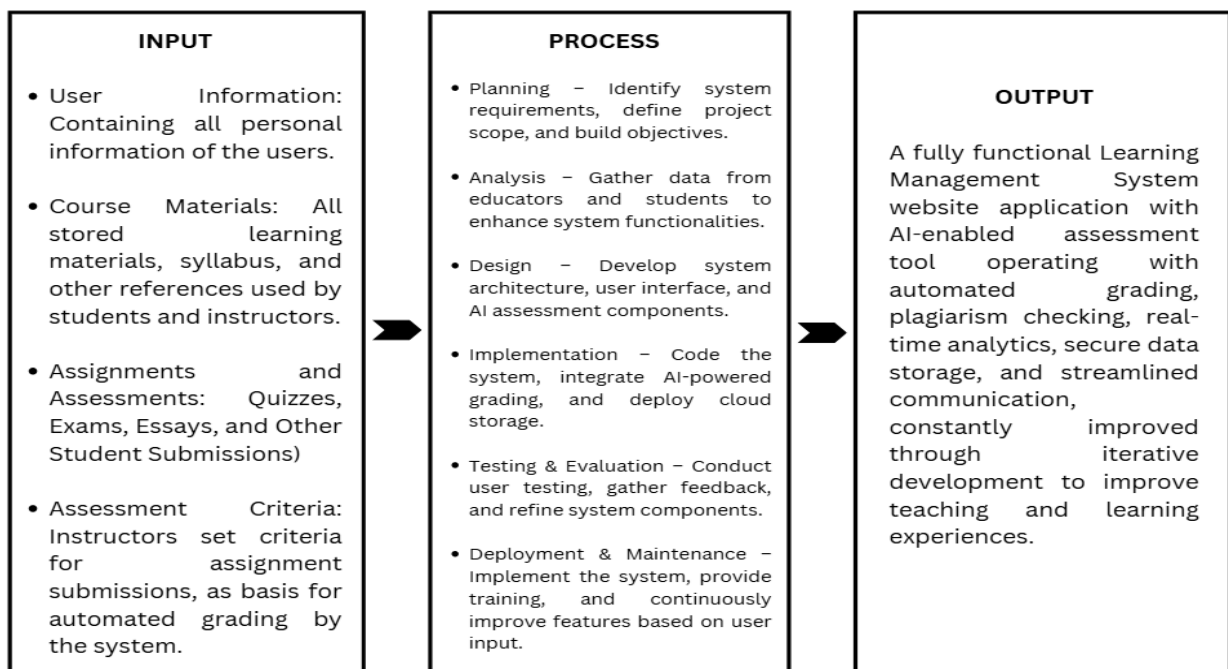 INPUT
• User Information:
Containing all personal
information of the users.
• Course Materials: All
stored learning
materials, syllabus, and
other references used by
students and instructors.
• Assignments and
Assessments: Quizzes,
Exams, Essays, and Other
Student Submissions)
• Assessment Criteria:
Instructors set criteria
for assignment
submissions, as basis for
automated grading by
the system.
PROCESS
• Planning – Identify system
requirements, define project
scope, and build objectives.
• Analysis – Gather data from
educators and students to
enhance system functionalities.
• Design – Develop system
architecture, user interface, and
AI assessment components.
• Implementation – Code the
system, integrate AI-powered
grading, and deploy cloud
storage.
• Testing & Evaluation – Conduct
user testing, gather feedback,
and refine system components.
• Deployment & Maintenance –
Implement the system, provide
training, and continuously
improve features based on user
input.
OUTPUT
A fully functional Learning
Management System
website application with
AI-enabled assessment
tool operating with
automated grading,
plagiarism checking, real-
time analytics, secure data
storage, and streamlined
communication,
constantly improved
through iterative
development to improve
teaching and learning
experiences.